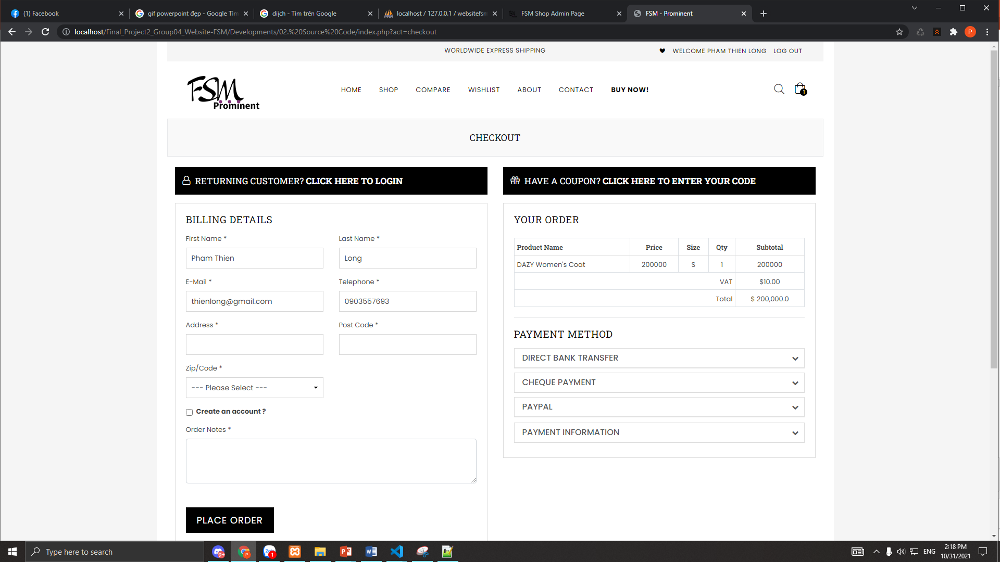 (1) Facebook
gif powerpoint đẹp - Google Tìm
diịch - Tìm trên Google
localhost / 127.0.0.1 / websitefsm
FSM Shop Admin Page
FSM - Prominent
localhost/Final_Project2_Group04_Website-FSM/Developments/02.%20Source%20Code/index.php?act=checkout
P
WORLDWIDE EXPRESS SHIPPING
WELCOME PHAM THIEN LONG LOG OUT
FSM
Prominent
HOME SHOP COMPARE WISHLIST ABOUT CONTACT BUY NOW!
1
CHECKOUT
RETURNING CUSTOMER? CLICK HERE TO LOGIN
HAVE A COUPON? CLICK HERE TO ENTER YOUR CODE
BILLING DETAILS
First Name *
Last Name *
Pham Thien
Long
E-Mail *
Telephone *
thienlong@gmail.com
0903557693
Address *
Post Code *
Zip/Code *
--- Please Select ---
Create an account ?
Order Notes *
PLACE ORDER
YOUR ORDER
Product Name Price Size Qty Subtotal
DAZY Women's Coat 200000 S 1 200000
VAT $10.00
Total $ 200,000.0
PAYMENT METHOD
DIRECT BANK TRANSFER
CHEQUE PAYMENT
PAYPAL
PAYMENT INFORMATION
Type here to search
9+
P
1
ENG
2:18 PM
10/31/2021